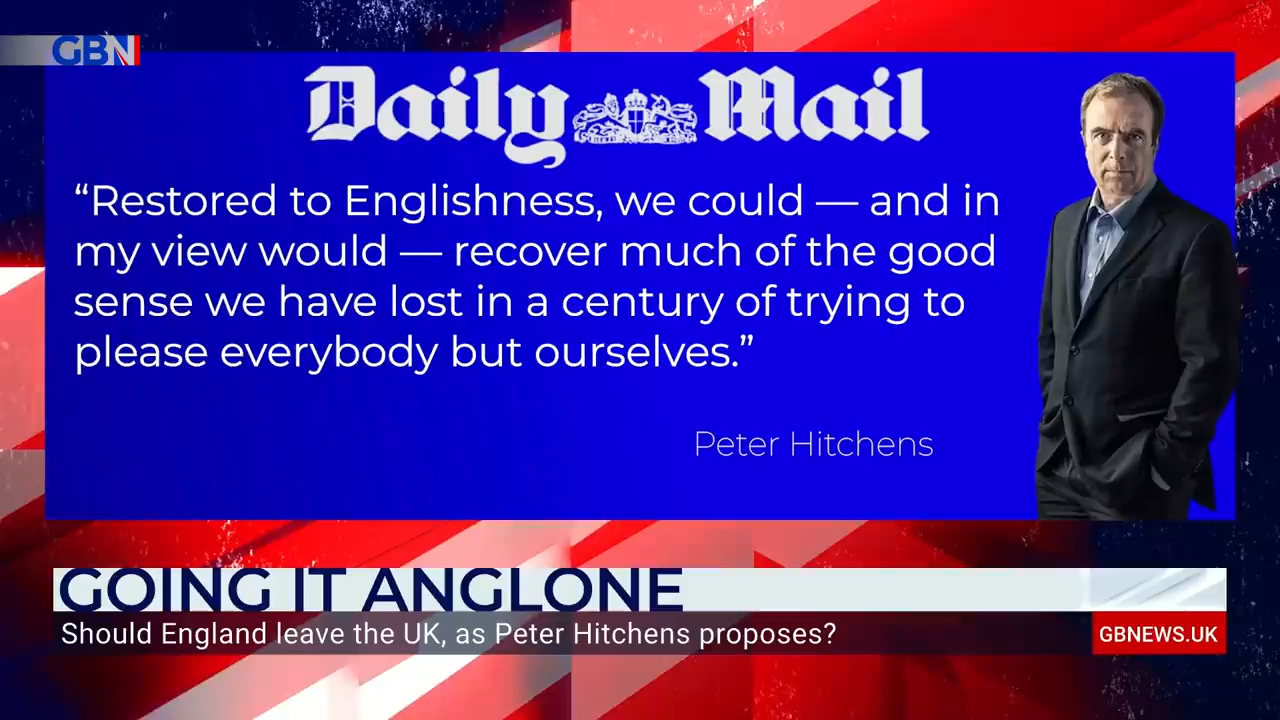 GBN
Daily Mail
“Restored to Englishness, we could — and in
my view would — recover much of the good
sense we have lost in a century of trying to
please everybody but ourselves.”
Peter Hitchens
GOING IT ANGLONE
Should England leave the UK, as Peter Hitchens proposes?
GBNEWS.UK